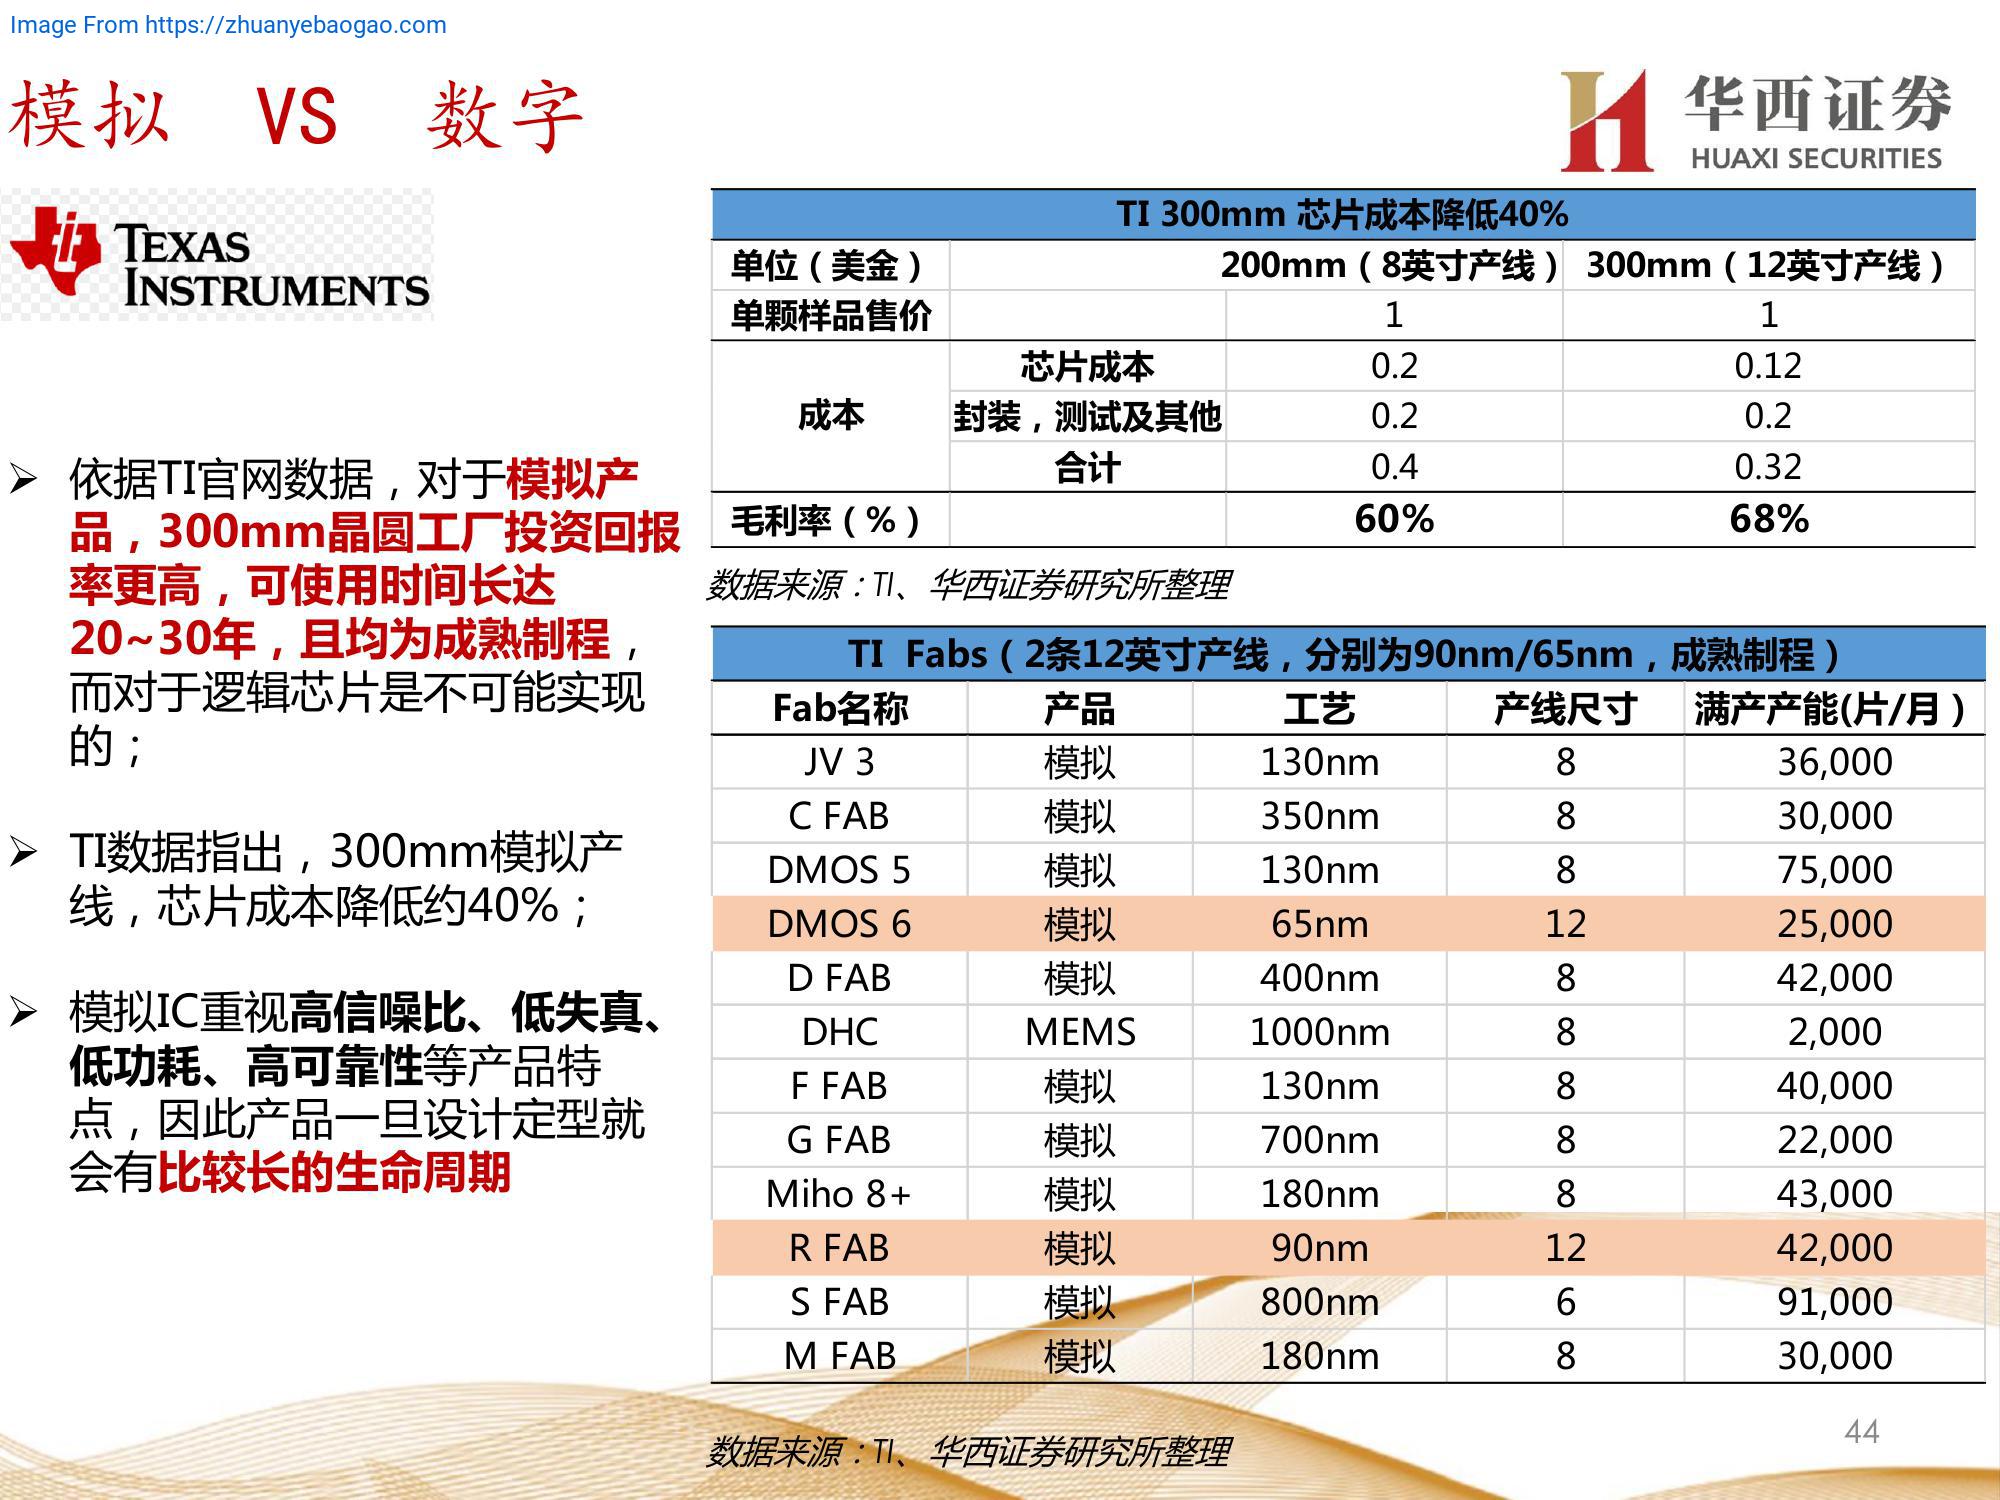 Image From https://zhuanyebaogao.com
模拟 VS 数字
华西证券
HUAXI SECURITIES
TEXAS
INSTRUMENTS
依据TI官网数据，对于模拟产
品，300mm晶圆工厂投资回报
率更高，可使用时间长达
20~30年，且均为成熟制程，
而对于逻辑芯片是不可能实现
的；
TI数据指出，300mm模拟产
线，芯片成本降低约40%；
模拟IC重视高信噪比、低失真、
低功耗、高可靠性等产品特
点，因此产品一旦设计定型就
会有比较长的生命周期
TI 300mm 芯片成本降低40%
单位（美金） 200mm（8英寸产线） 300mm（12英寸产线）
单颗样品售价 1 1
成本 芯片成本 0.2 0.12
封装，测试及其他 0.2 0.2
合计 0.4 0.32
毛利率（%） 60% 68%
数据来源：TI、华西证券研究所整理
TI Fabs（2条12英寸产线，分别为90nm/65nm，成熟制程）
Fab名称 产品 工艺 产线尺寸 满产产能(片/月）
JV 3 模拟 130nm 8 36,000
C FAB 模拟 350nm 8 30,000
DMOS 5 模拟 130nm 8 75,000
DMOS 6 模拟 65nm 12 25,000
D FAB 模拟 400nm 8 42,000
DHC MEMS 1000nm 8 2,000
F FAB 模拟 130nm 8 40,000
G FAB 模拟 700nm 8 22,000
Miho 8+ 模拟 180nm 8 43,000
R FAB 模拟 90nm 12 42,000
S FAB 模拟 800nm 6 91,000
M FAB 模拟 180nm 8 30,000
数据来源：TI、华西证券研究所整理
44